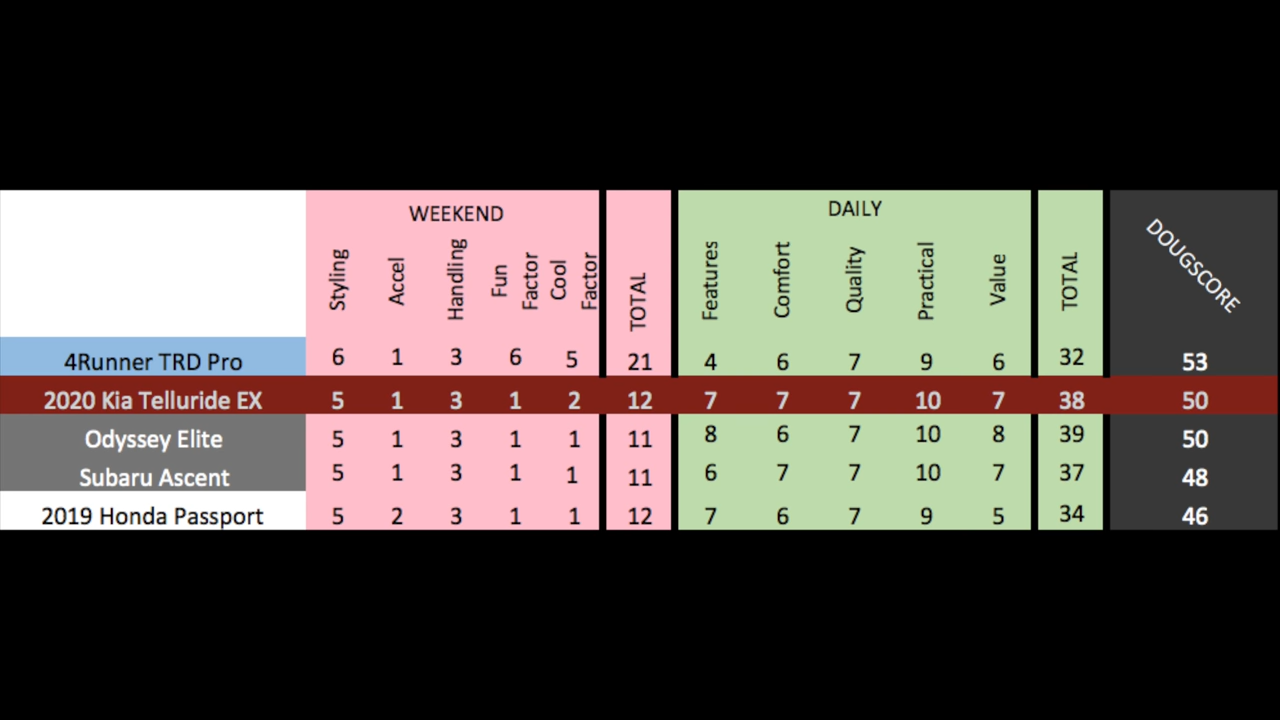 WEEKEND DAILY
Styling Accel Handling Fun Factor Cool Factor TOTAL Features Comfort Quality Practical Value TOTAL DOUGSCORE
4Runner TRD Pro 6 1 3 6 5 21 4 6 7 9 6 32 53
2020 Kia Telluride EX 5 1 3 1 2 12 7 7 7 10 7 38 50
Odyssey Elite 5 1 3 1 1 11 8 6 7 10 8 39 50
Subaru Ascent 5 1 3 1 1 11 6 7 7 10 7 37 48
2019 Honda Passport 5 2 3 1 1 12 7 6 7 9 5 34 46